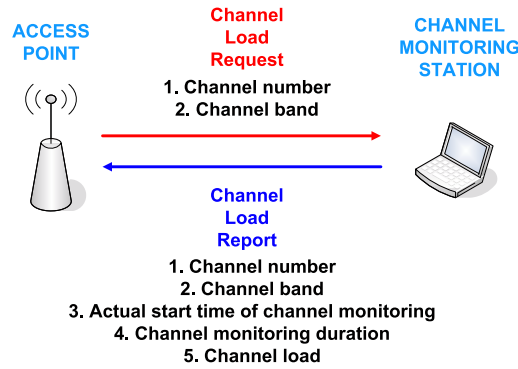 ACCESS
POINT
Channel
Load
Request
1. Channel number
2. Channel band
CHANNEL
MONITORING
STATION
Channel
Load
Report
1. Channel number
2. Channel band
3. Actual start time of channel monitoring
4. Channel monitoring duration
5. Channel load